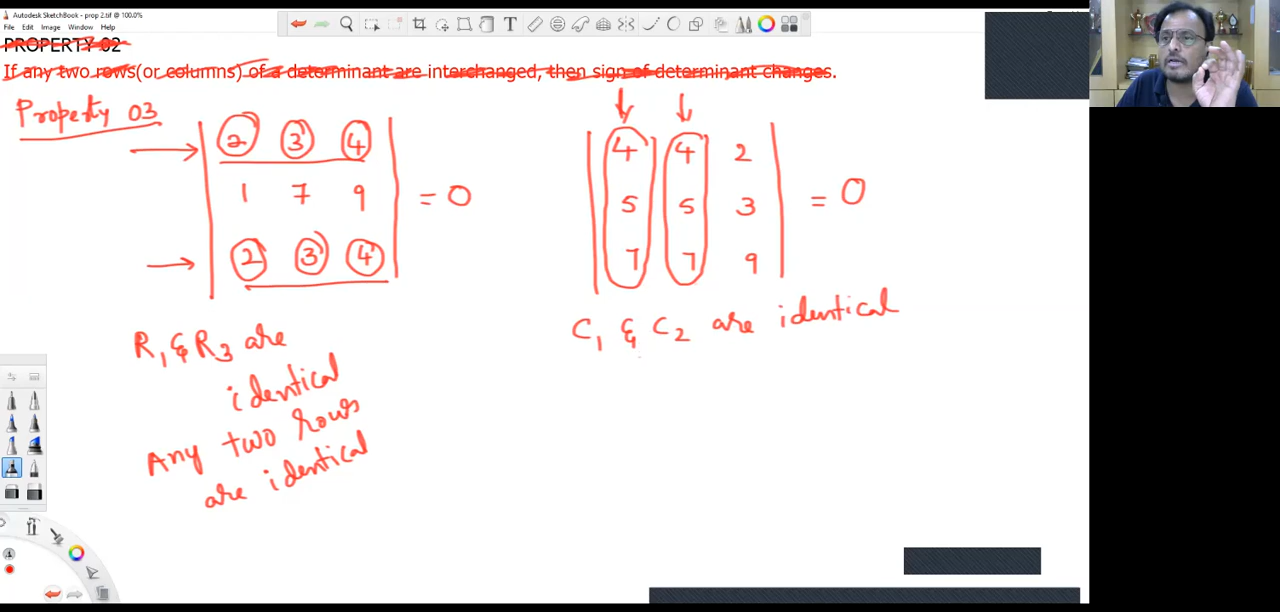 Autodesk SketchBook - prop 2.tif @ 100.0%
File Edit Image Window Help
PROPERTY 02
If any two rows(or columns) of a determinant are interchanged, then sign of determinant changes.
Property 03
2 3 4
1 7 9 = 0
2 3 4
R1 & R3 are
identical
Any two rows
are identical
4 4 2
5 5 3 = 0
7 7 9
C1 & C2 are identical